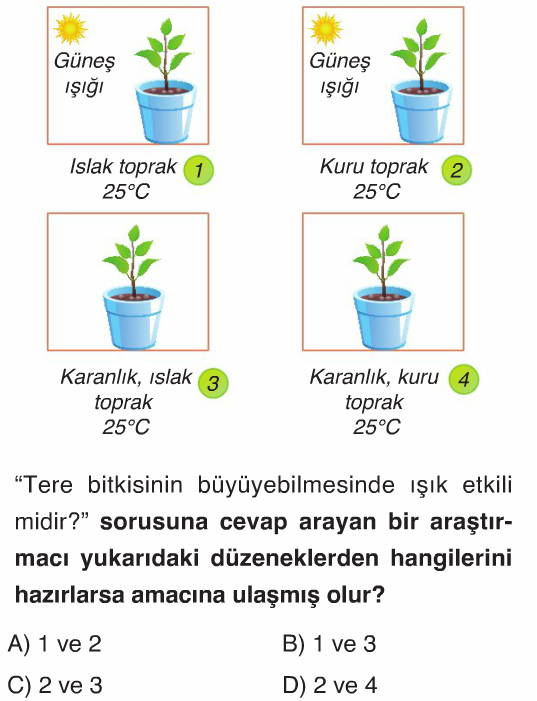 Güneş
ışığı
Islak toprak 1
25°C
Güneş
ışığı
Kuru toprak 2
25°C
Karanlık, ıslak 3
toprak
25°C
Karanlık, kuru 4
toprak
25°C
“Tere bitkisinin büyüyebilmesinde ışık etkili
midir?” sorusuna cevap arayan bir araştır-
macı yukarıdaki düzeneklerden hangilerini
hazırlarsa amacına ulaşmış olur?
A) 1 ve 2
B) 1 ve 3
C) 2 ve 3
D) 2 ve 4